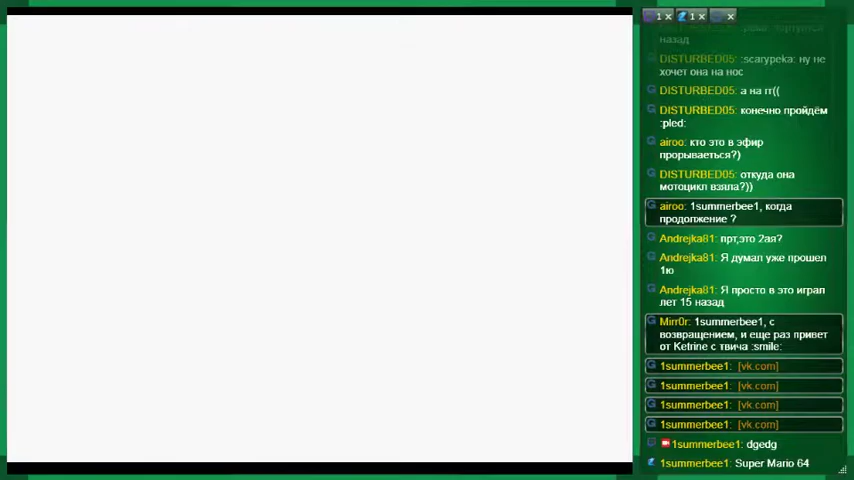 1 × 1 × ×
назад
DISTURBED05: :scarypeka: ну не
хочет она на нос
DISTURBED05: а на гг((
DISTURBED05: конечно пройдём
:pled:
airoo: кто это в эфир
прорываеться?)
DISTURBED05: откуда она
мотоцикл взяла?))
airoo: 1summerbee1, когда
продолжение ?
Andrejka81: прт,это 2ая?
Andrejka81: Я думал уже прошел
1ю
Andrejka81: Я просто в это играл
лет 15 назад
Mirr0r: 1summerbee1, с
возвращением, и еще раз привет
от Ketrine с твича :smile:
1summerbee1: [vk.com]
1summerbee1: [vk.com]
1summerbee1: [vk.com]
1summerbee1: [vk.com]
1summerbee1: dgedg
1summerbee1: Super Mario 64